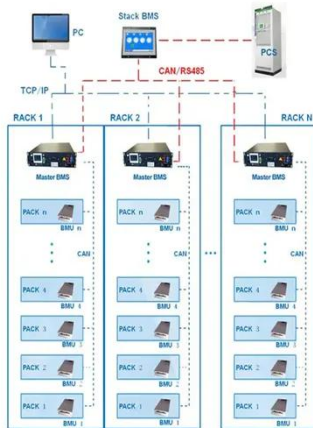 PC
Stack BMS
PCS
CAN/RS485
TCP/IP
RACK 1
RACK 2
RACK N
Master BMS
Master BMS
Master BMS
PACK n
PACK n
PACK n
BMU n
BMU n
BMU n
CAN
CAN
...
PACK 4
PACK 4
PACK 4
BMU 4
BMU 4
BMU 4
PACK 3
PACK 3
PACK 3
BMU 3
BMU 3
BMU 3
PACK 2
PACK 2
PACK 2
BMU 2
BMU 2
BMU 2
PACK 1
PACK 1
PACK 1
BMU 1
BMU 1
BMU 1